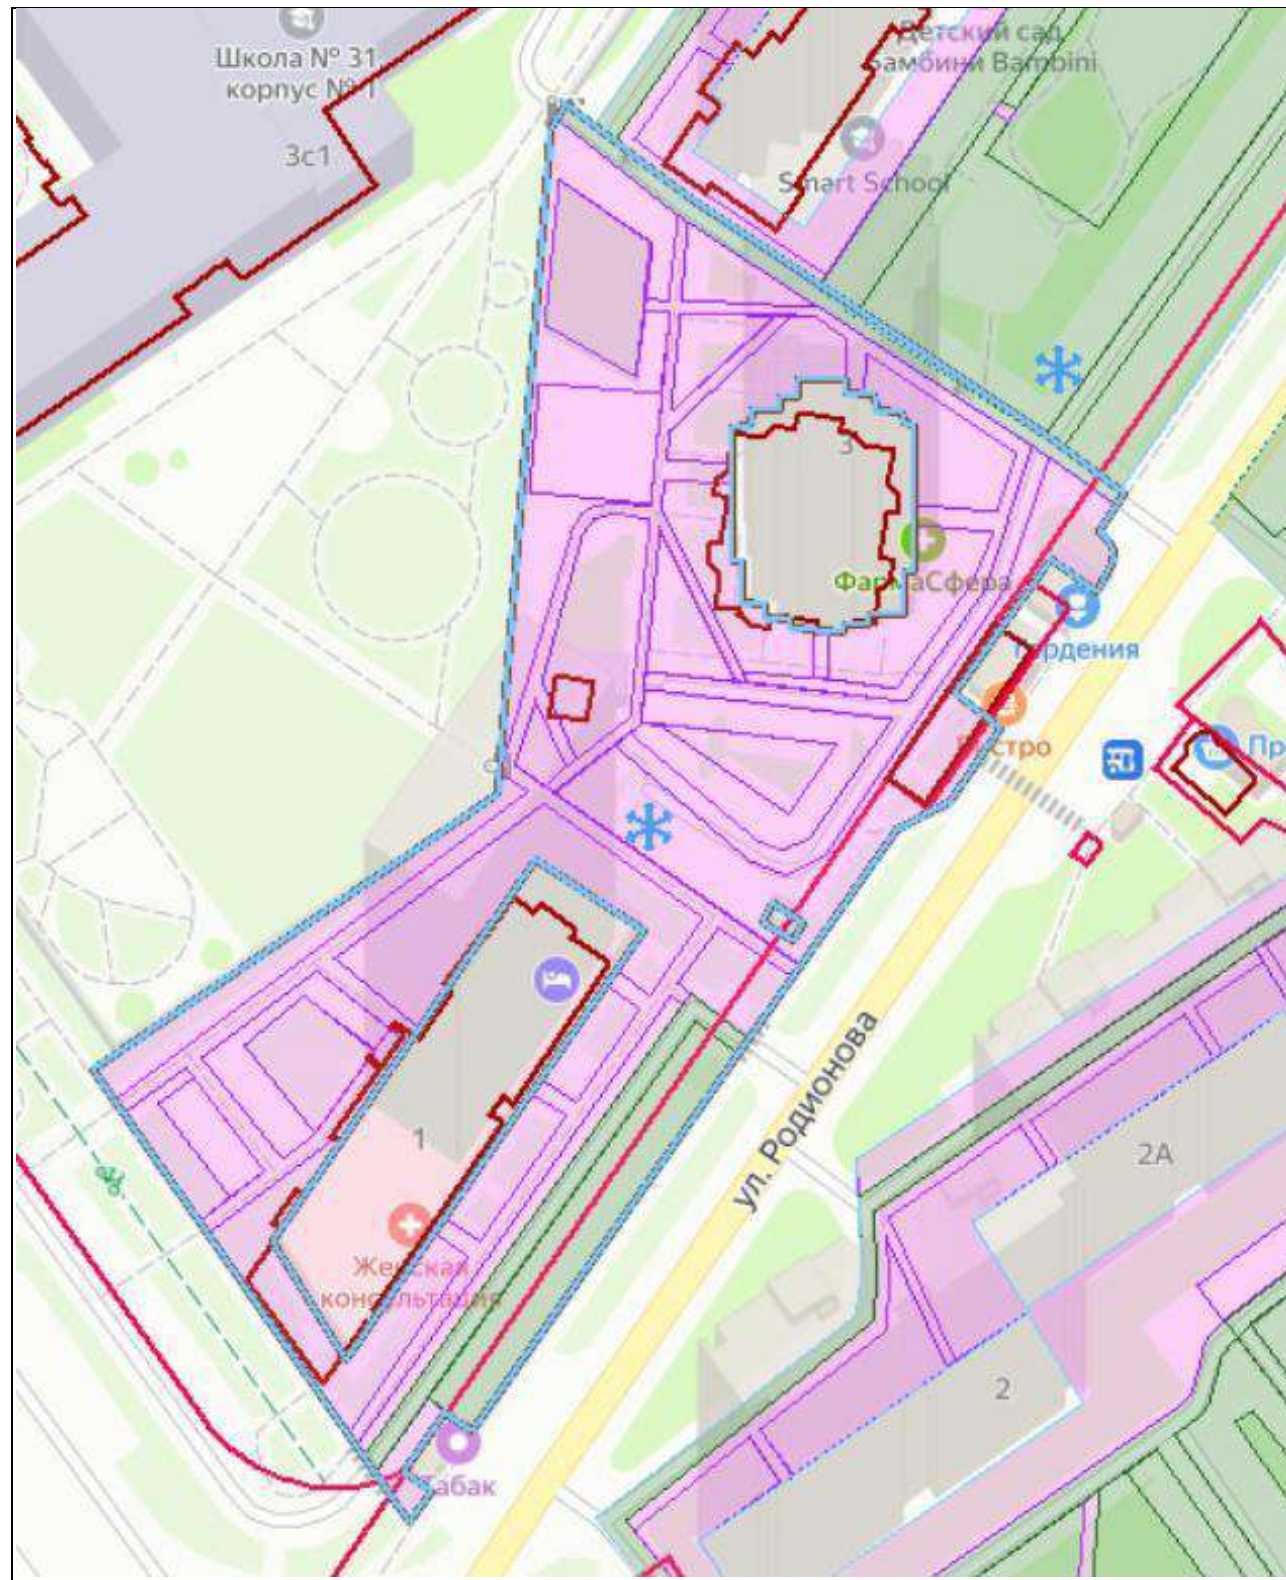 Школа № 31
корпус № 1
3с1
Детский сад
Бамбини Bambini
Smart School
3
ФармаСфера
Гардения
Бистро
Пр
ул. Родионова
2А
1
Женская
консультация
2
Табак